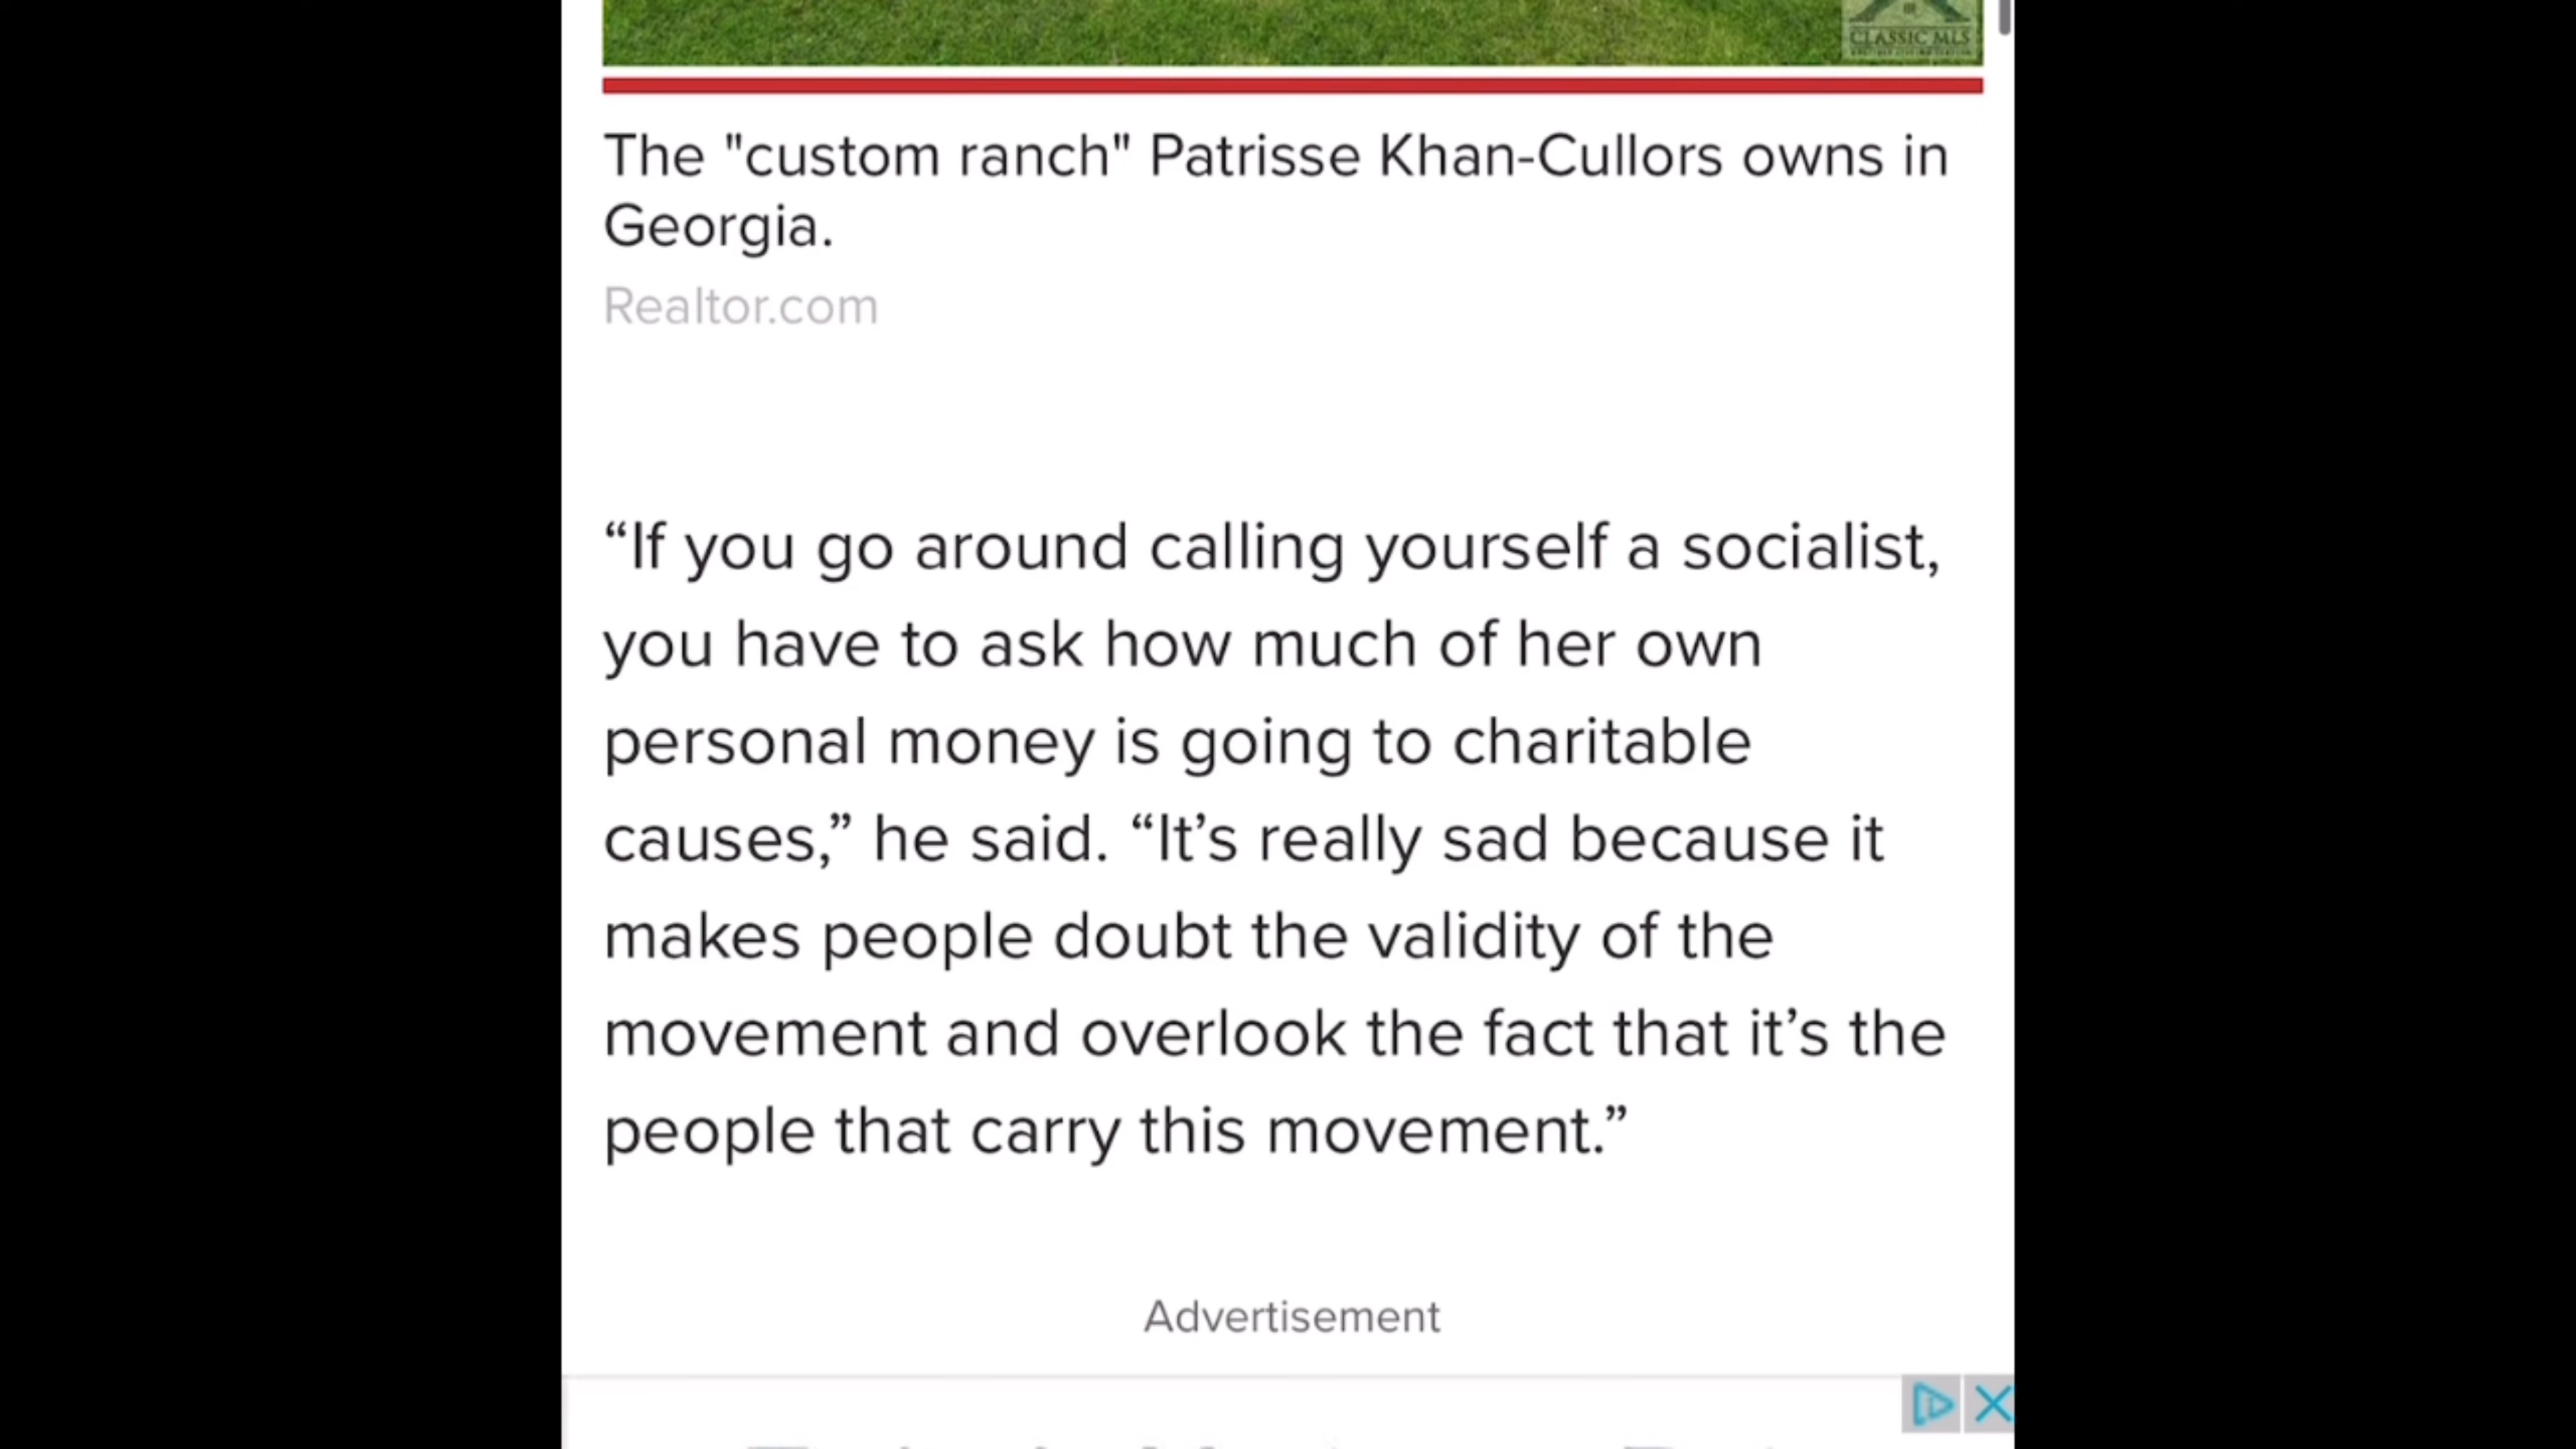 CLASSIC MLS
The "custom ranch" Patrisse Khan-Cullors owns in
Georgia.
Realtor.com
“If you go around calling yourself a socialist,
you have to ask how much of her own
personal money is going to charitable
causes,” he said. “It’s really sad because it
makes people doubt the validity of the
movement and overlook the fact that it’s the
people that carry this movement.”
Advertisement